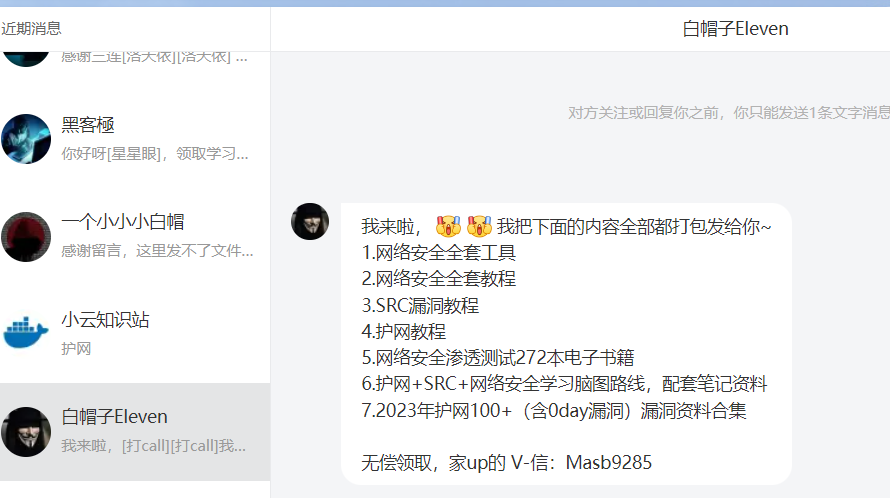 近期消息
白帽子Eleven
感谢三连[洛天依][洛天依] ...
黑客極
你好呀[星星眼]，领取学习...
一个小小小白帽
感谢留言，这里发不了文件...
小云知识站
护网
白帽子Eleven
我来啦，[打call][打call]我...
对方关注或回复你之前，你只能发送1条文字消息
我来啦， 我把下面的内容全部都打包发给你~
1.网络安全全套工具
2.网络安全全套教程
3.SRC漏洞教程
4.护网教程
5.网络安全渗透测试272本电子书籍
6.护网+SRC+网络安全学习脑图路线，配套笔记资料
7.2023年护网100+（含0day漏洞）漏洞资料合集
无偿领取，家up的 V-信：Masb9285